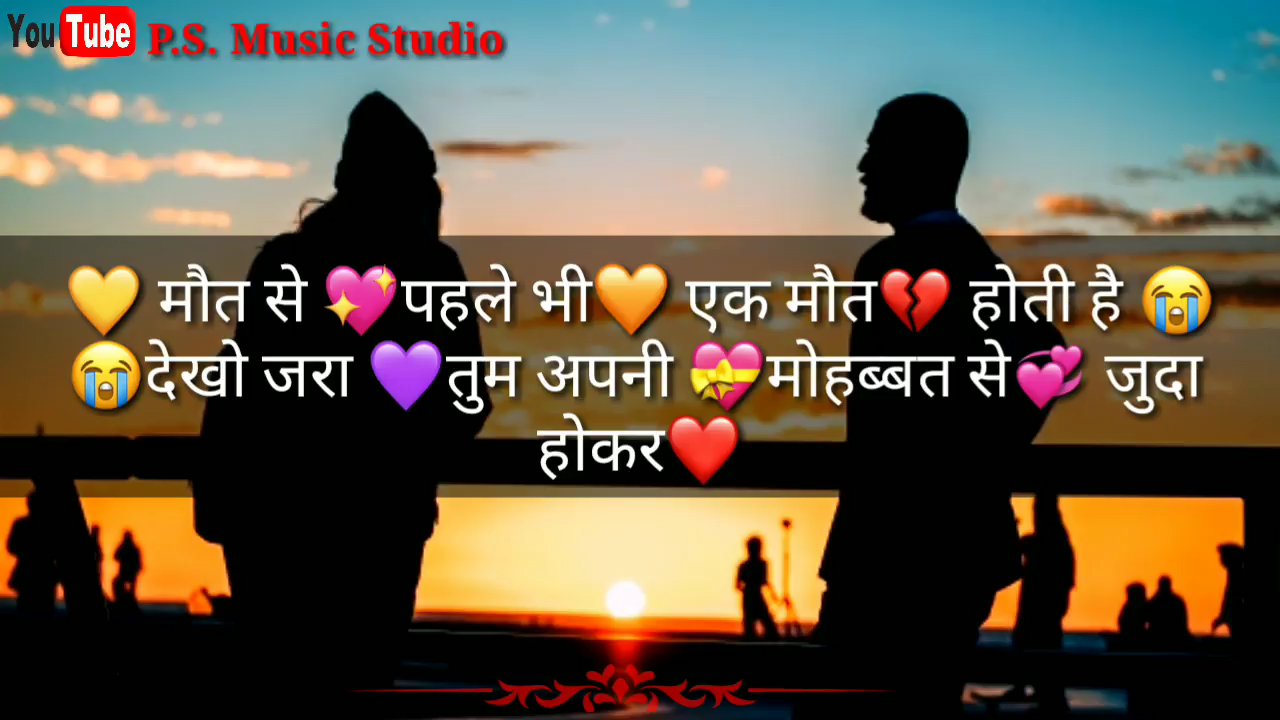 YouTube P.S. Music Studio
💛 मौत से 💖पहले भी🧡 एक मौत💔 होती है 😭
😭देखो जरा 💜तुम अपनी 💝मोहब्बत से💞 जुदा
होकर❤️